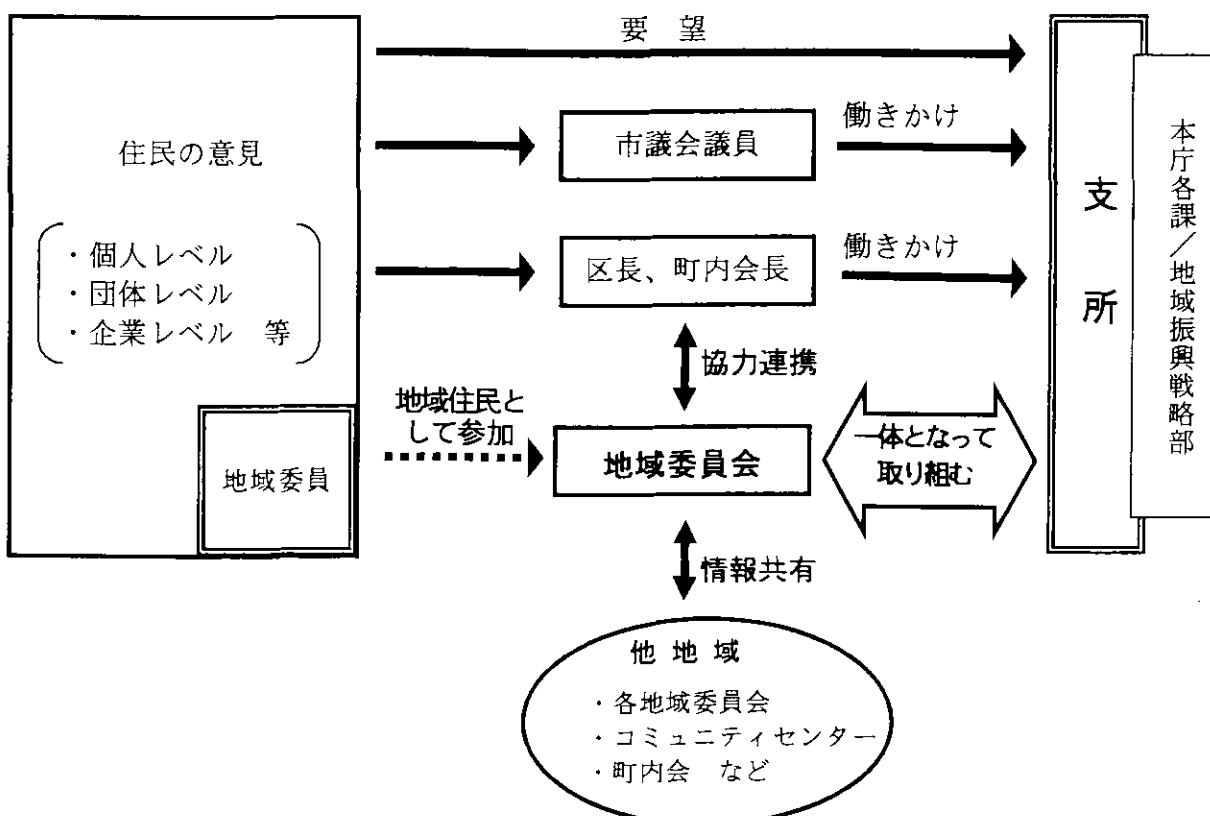 要 望
住民の意見
・個人レベル
・団体レベル
・企業レベル 等
地域委員
市議会議員
働きかけ
区長、町内会長
働きかけ
協力連携
地域住民と
して参加
地域委員会
一体となって
取り組む
情報共有
他 地 域
・各地域委員会
・コミュニティセンター
・町内会 など
支所
本庁各課/地域振興戦略部